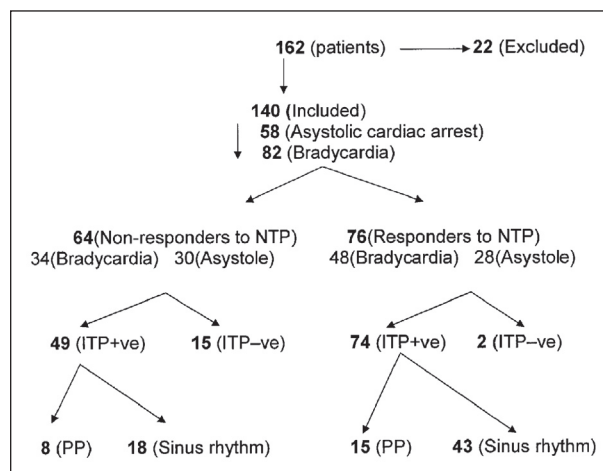 162 (patients) 22 (Excluded)
140 (Included)
58 (Asystolic cardiac arrest)
82 (Bradycardia)
64(Non-responders to NTP) 76(Responders to NTP)
34(Bradycardia) 30(Asystole) 48(Bradycardia) 28(Asystole)
49 (ITP+ve) 15 (ITP–ve) 74 (ITP+ve) 2 (ITP–ve)
8 (PP) 18 (Sinus rhythm) 15 (PP) 43 (Sinus rhythm)